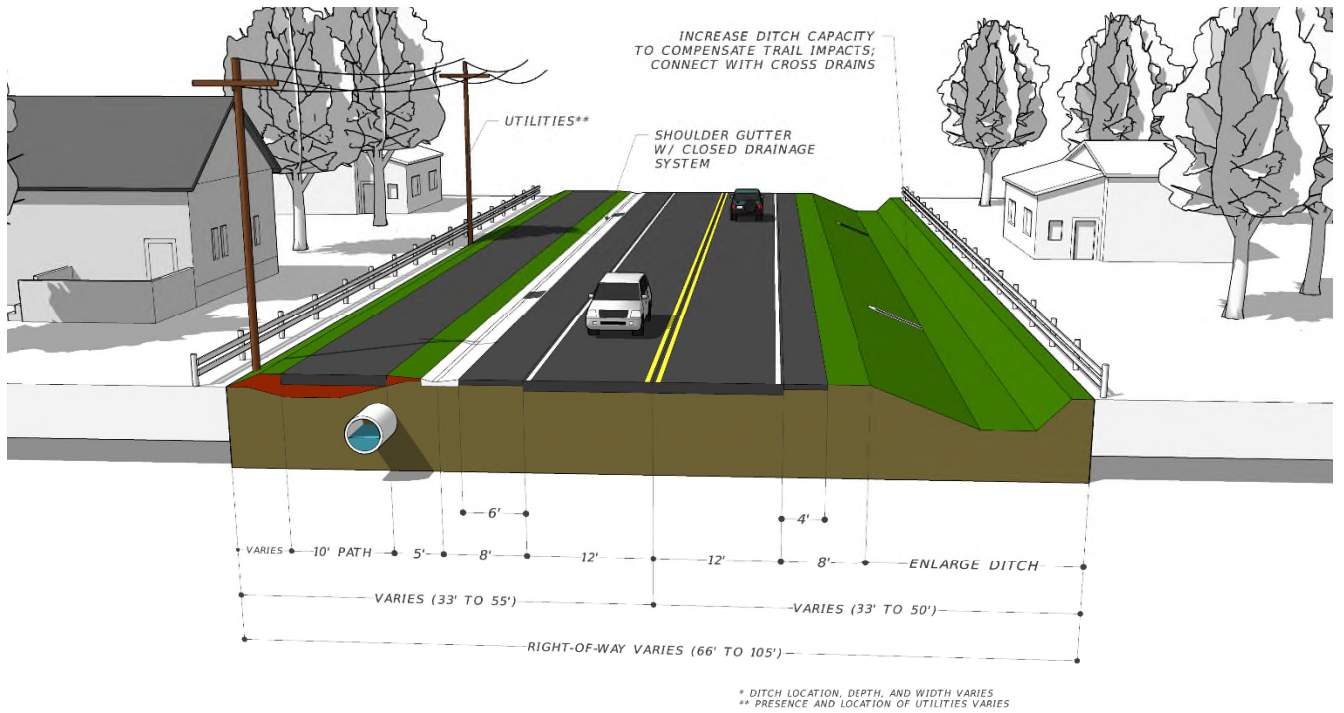 INCREASE DITCH CAPACITY
TO COMPENSATE TRAIL IMPACTS;
CONNECT WITH CROSS DRAINS
UTILITIES**
SHOULDER GUTTER
W/ CLOSED DRAINAGE
SYSTEM
6' 4'
VARIES 10' PATH 5' 8' 12' 12' 8' ENLARGE DITCH
VARIES (33' TO 55') VARIES (33' TO 50')
RIGHT-OF-WAY VARIES (66' TO 105')
* DITCH LOCATION, DEPTH, AND WIDTH VARIES
** PRESENCE AND LOCATION OF UTILITIES VARIES